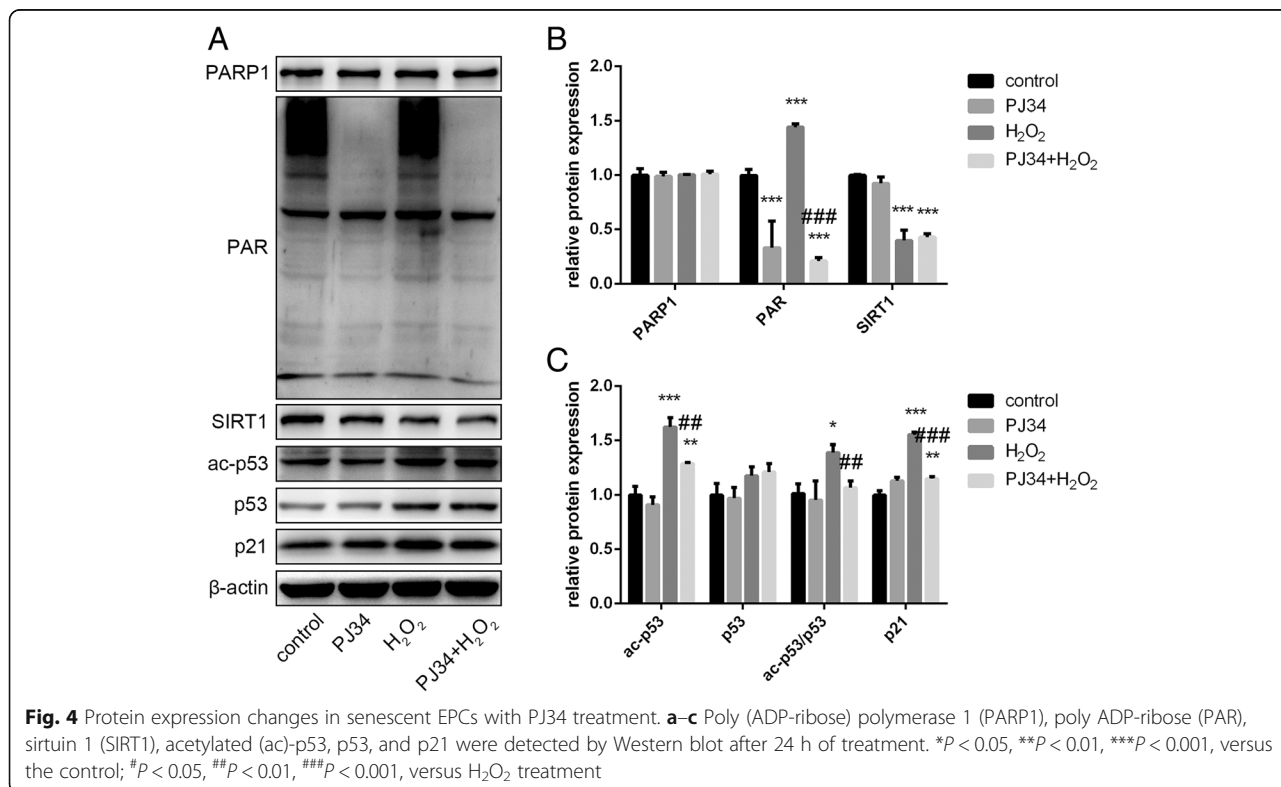 A
PARP1
PAR
SIRT1
ac-p53
p53
p21
β-actin
control
PJ34
H₂O₂
PJ34+H₂O₂
B
relative protein expression
2.0
1.5
1.0
0.5
0.0
***
***
###
***
***
***
PARP1
PAR
SIRT1
control
PJ34
H₂O₂
PJ34+H₂O₂
C
relative protein expression
2.0
1.5
1.0
0.5
0.0
***
##
**
*
##
***
###
**
ac-p53
p53
ac-p53/p53
p21
control
PJ34
H₂O₂
PJ34+H₂O₂
Fig. 4 Protein expression changes in senescent EPCs with PJ34 treatment. a–c Poly (ADP-ribose) polymerase 1 (PARP1), poly ADP-ribose (PAR),
sirtuin 1 (SIRT1), acetylated (ac)-p53, p53, and p21 were detected by Western blot after 24 h of treatment. *P < 0.05, **P < 0.01, ***P < 0.001, versus
the control; #P < 0.05, ##P < 0.01, ###P < 0.001, versus H₂O₂ treatment